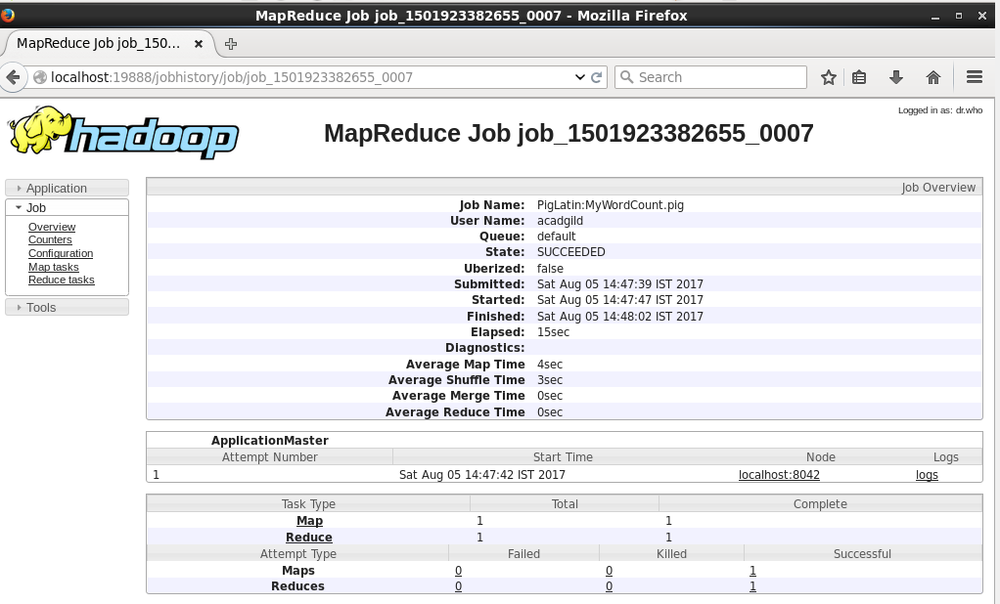 MapReduce Job job_1501923382655_0007 - Mozilla Firefox
MapReduce Job job_150...
localhost:19888/jobhistory/job/job_1501923382655_0007
Search
Logged in as: dr.who
hadoop
MapReduce Job job_1501923382655_0007
Application
Job
Overview
Counters
Configuration
Map tasks
Reduce tasks
Tools
Job Overview
Job Name: PigLatin:MyWordCount.pig
User Name: acadgild
Queue: default
State: SUCCEEDED
Uberized: false
Submitted: Sat Aug 05 14:47:39 IST 2017
Started: Sat Aug 05 14:47:47 IST 2017
Finished: Sat Aug 05 14:48:02 IST 2017
Elapsed: 15sec
Diagnostics:
Average Map Time 4sec
Average Shuffle Time 3sec
Average Merge Time 0sec
Average Reduce Time 0sec
ApplicationMaster
Attempt Number Start Time Node Logs
1 Sat Aug 05 14:47:42 IST 2017 localhost:8042 logs
Task Type Total Complete
Map 1 1
Reduce 1 1
Attempt Type Failed Killed Successful
Maps 0 0 1
Reduces 0 0 1